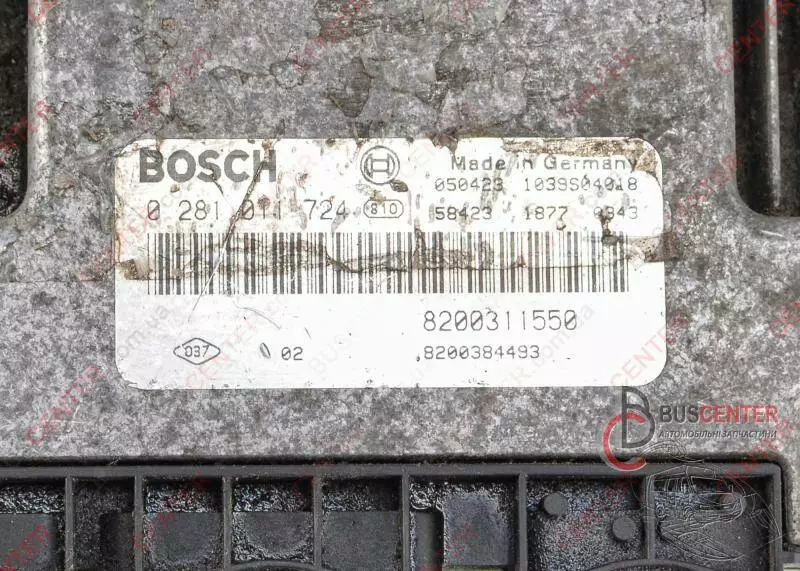 BOSCH
Made in Germany
050423 1039S04018
0 281 011 724 810
58423 1877 0343
8200311550
037 02
8200384493
BUSCENTER
АВТОМОБІЛЬНІ ЗАПЧАСТИНИ